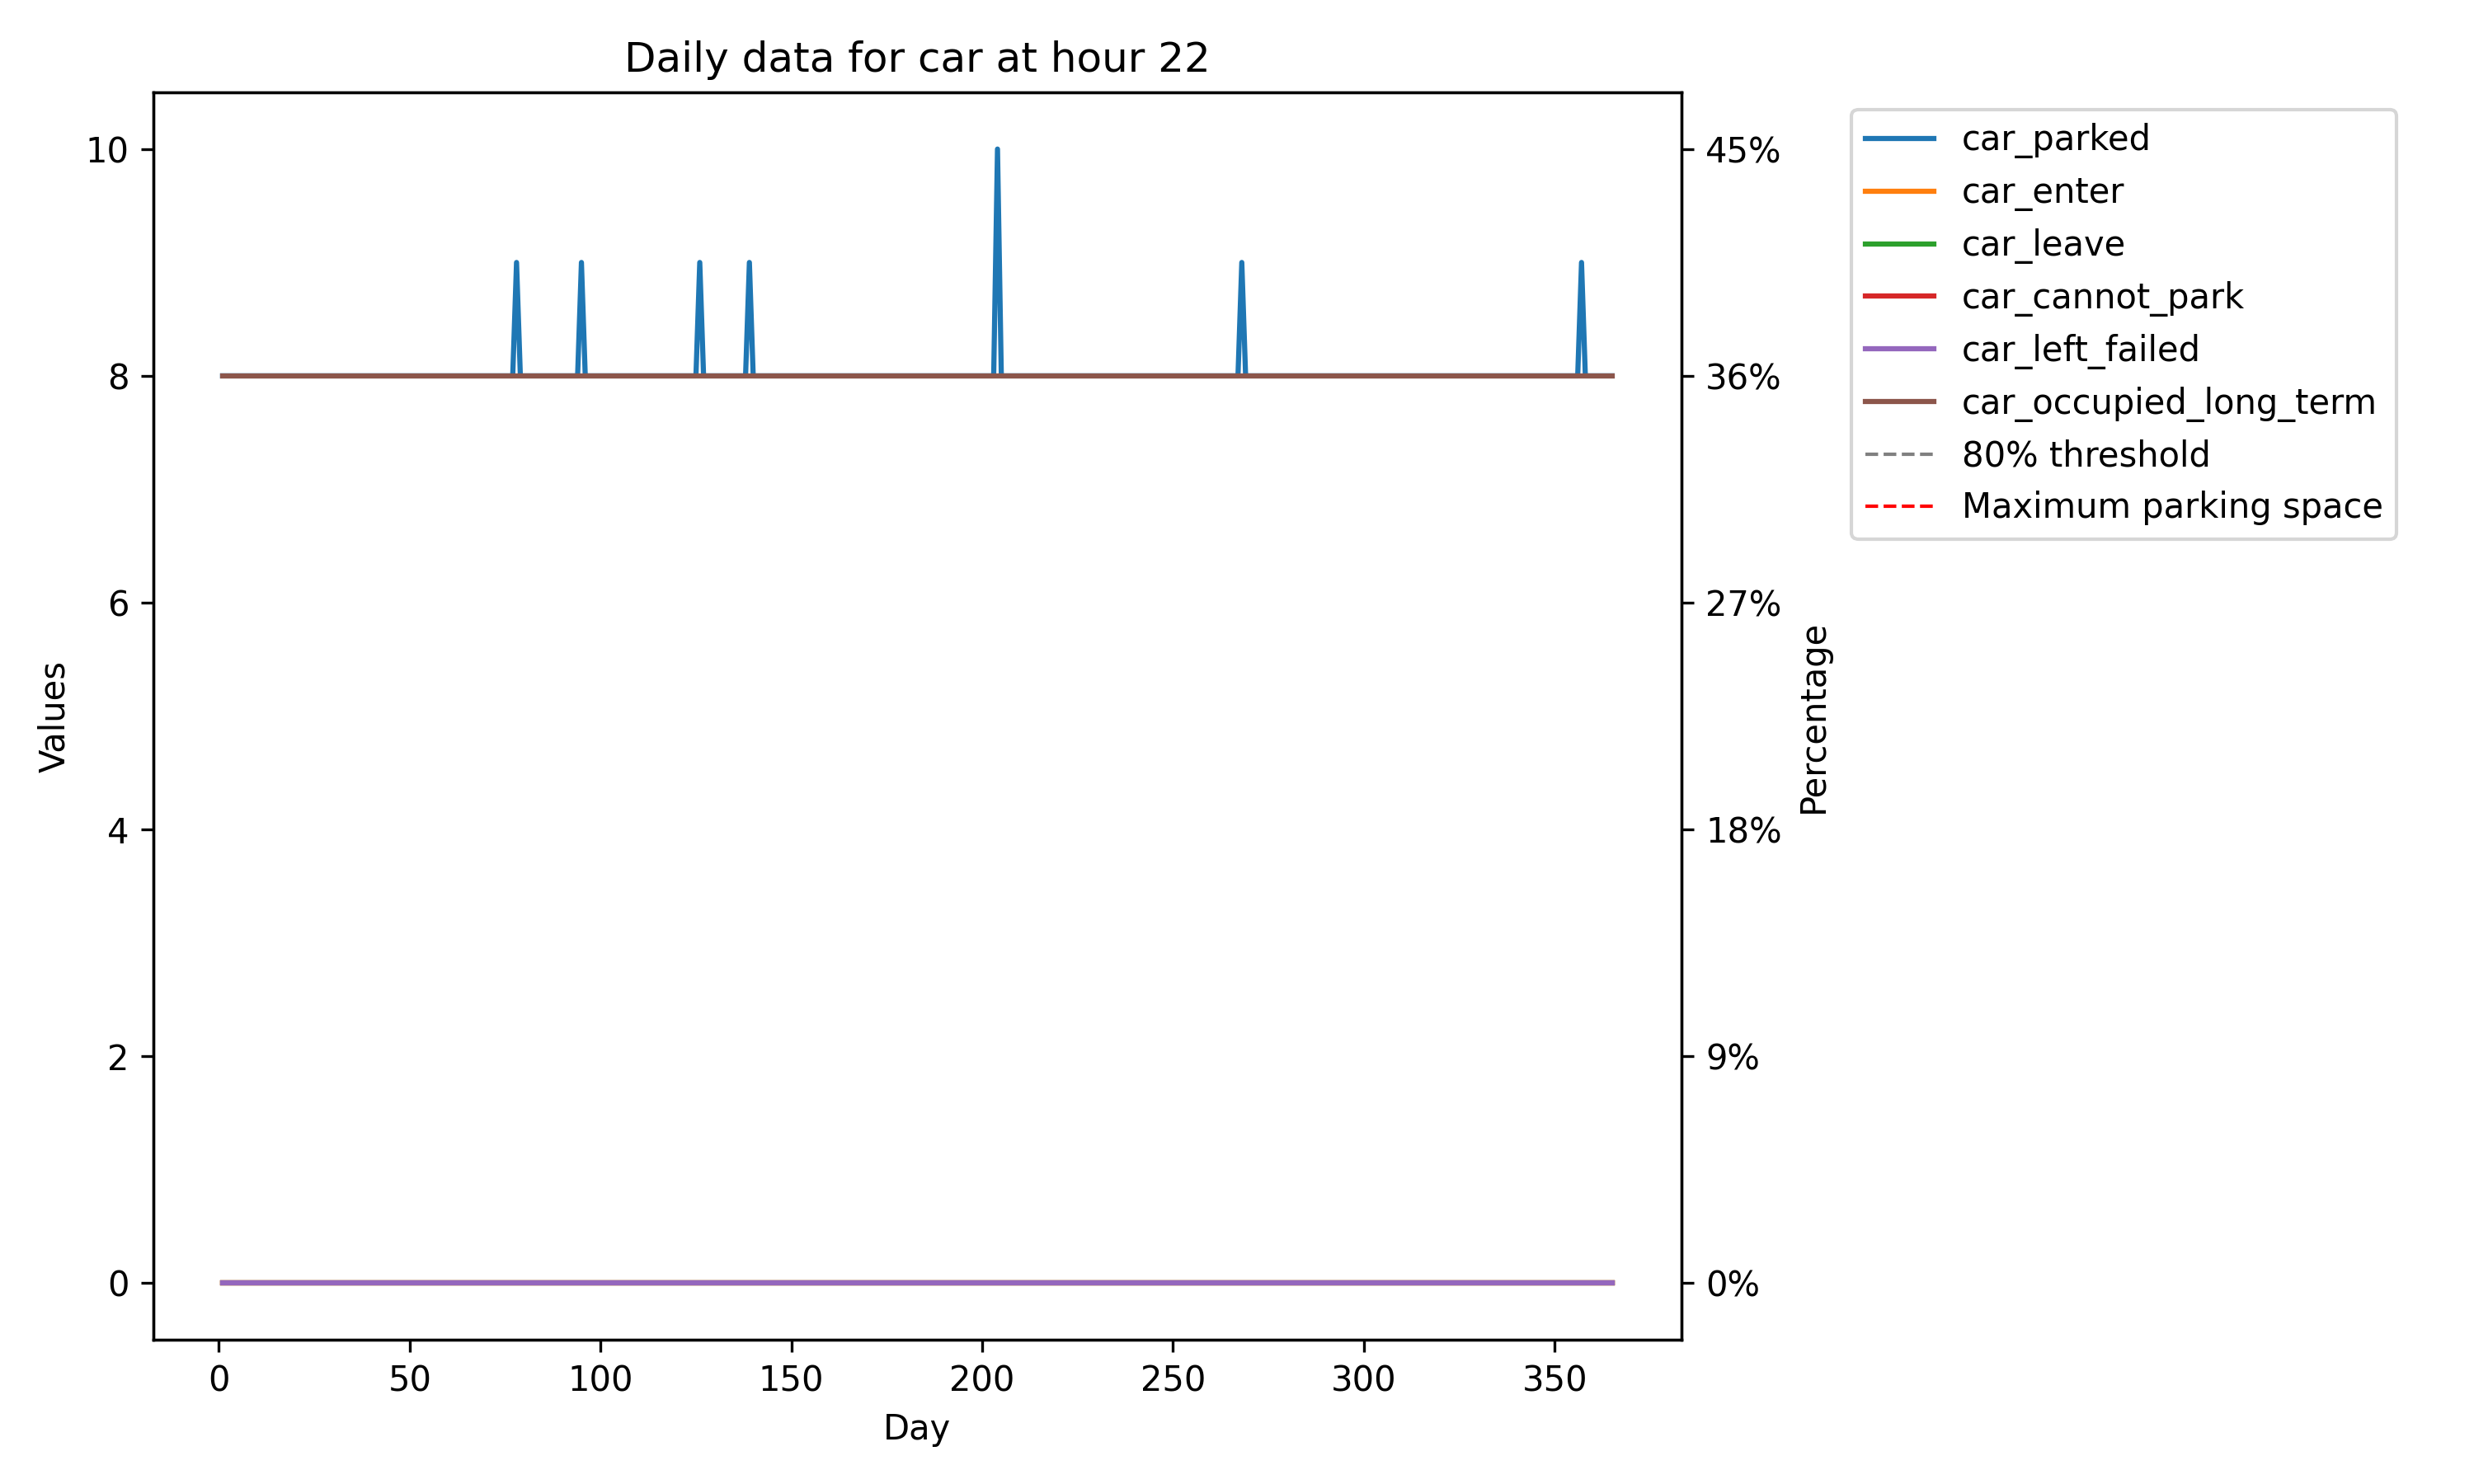 Daily data for car at hour 22
10
8
6
4
2
0
Values
45%
36%
27%
18%
9%
0%
Percentage
0 50 100 150 200 250 300 350
Day
car_parked
car_enter
car_leave
car_cannot_park
car_left_failed
car_occupied_long_term
80% threshold
Maximum parking space